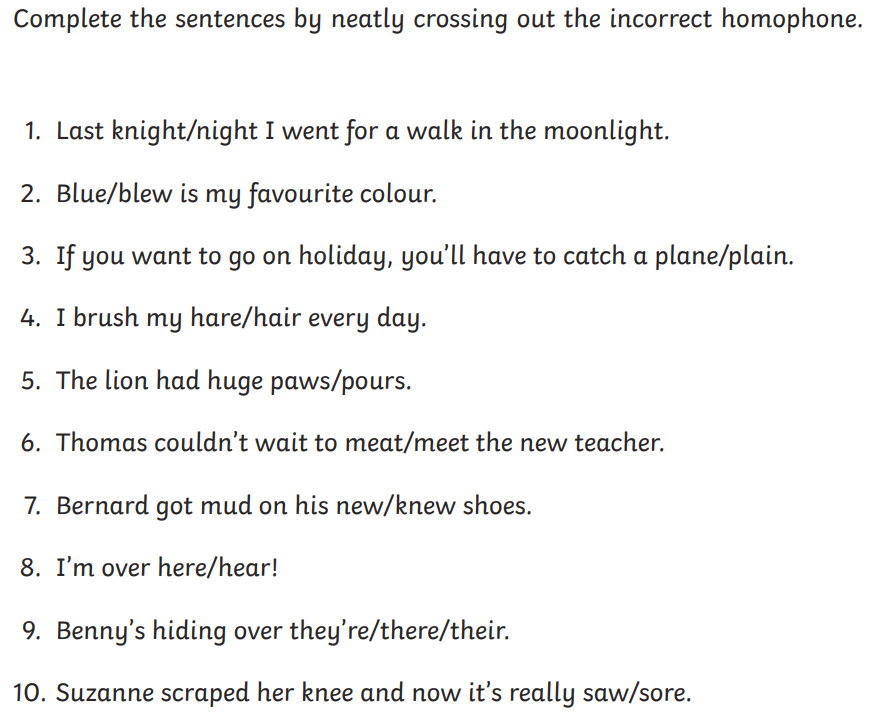 Complete the sentences by neatly crossing out the incorrect homophone.
1. Last knight/night I went for a walk in the moonlight.
2. Blue/blew is my favourite colour.
3. If you want to go on holiday, you’ll have to catch a plane/plain.
4. I brush my hare/hair every day.
5. The lion had huge paws/pours.
6. Thomas couldn’t wait to meat/meet the new teacher.
7. Bernard got mud on his new/knew shoes.
8. I’m over here/hear!
9. Benny’s hiding over they’re/there/their.
10. Suzanne scraped her knee and now it’s really saw/sore.